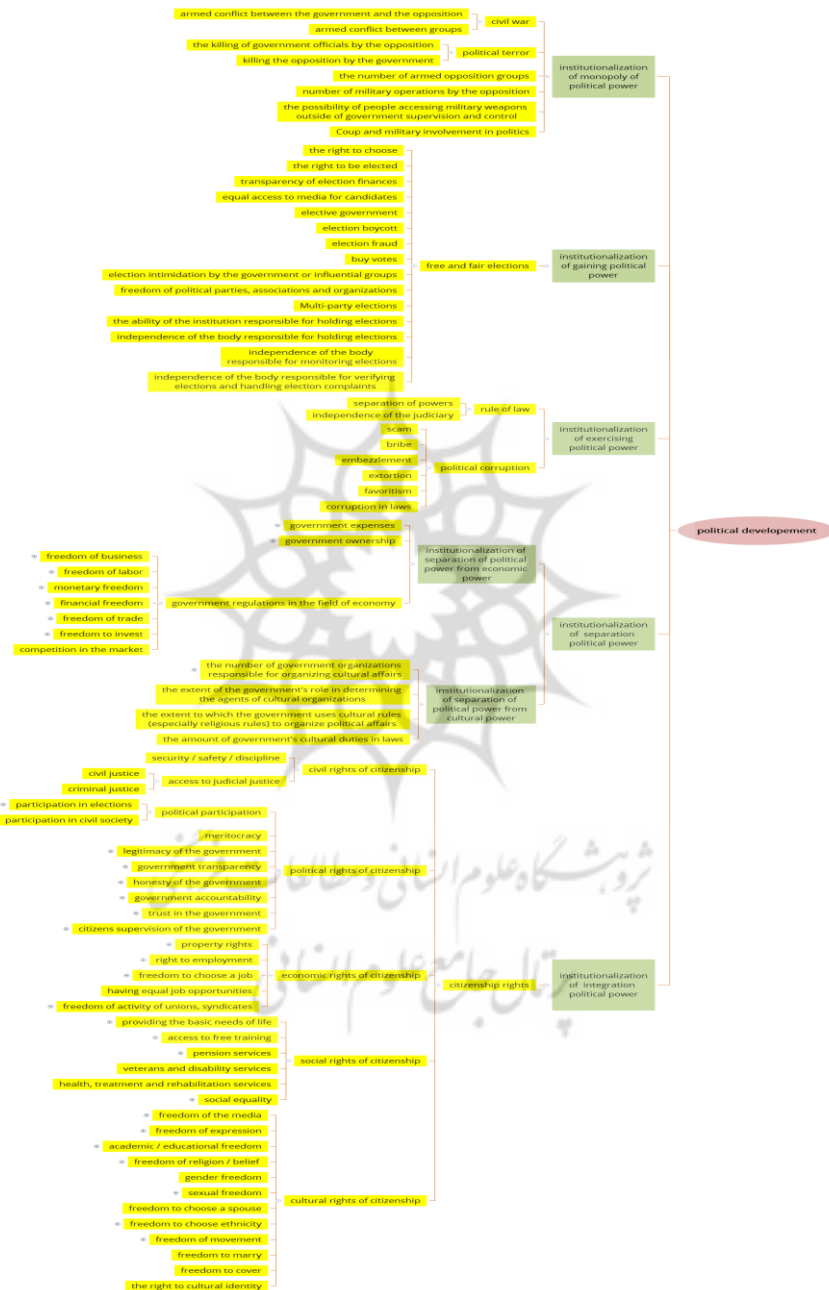 armed conflict between the government and the opposition
armed conflict between groups
civil war
the killing of government officials by the opposition
killing the opposition by the government
political terror
the number of armed opposition groups
number of military operations by the opposition
the possibility of people accessing military weapons
outside of government supervision and control
Coup and military involvement in politics
institutionalization
of monopoly of
political power
the right to choose
the right to be elected
transparency of election finances
equal access to media for candidates
elective government
election boycott
election fraud
buy votes
election intimidation by the government or influential groups
freedom of political parties, associations and organizations
Multi-party elections
the ability of the institution responsible for holding elections
independence of the body responsible for holding elections
independence of the body
responsible for monitoring elections
independence of the body responsible for verifying
elections and handling election complaints
free and fair elections
institutionalization
of gaining political
power
separation of powers
independence of the judiciary
rule of law
scam
bribe
embezzlement
extortion
favoritism
corruption in laws
political corruption
institutionalization
of exercising
political power
political developement
government expenses
government ownership
freedom of business
freedom of labor
monetary freedom
financial freedom
freedom of trade
freedom to invest
competition in the market
government regulations in the field of economy
institutionalization of
separation of political
power from economic
power
the number of government organizations
responsible for organizing cultural affairs
the extent of the government's role in determining
the agents of cultural organizations
the extent to which the government uses cultural rules
(especially religious rules) to organize political affairs
the amount of government's cultural duties in laws
institutionalization
of separation of
political power from
cultural power
institutionalization
of separation
political power
security / safety / discipline
civil justice
criminal justice
access to judicial justice
civil rights of citizenship
participation in elections
participation in civil society
political participation
meritocracy
legitimacy of the government
government transparency
honesty of the government
government accountability
trust in the government
citizens supervision of the government
political rights of citizenship
property rights
right to employment
freedom to choose a job
having equal job opportunities
freedom of activity of unions, syndicates
economic rights of citizenship
providing the basic needs of life
access to free training
pension services
veterans and disability services
health, treatment and rehabilitation services
social equality
social rights of citizenship
freedom of the media
freedom of expression
academic / educational freedom
freedom of religion / belief
gender freedom
sexual freedom
freedom to choose a spouse
freedom to choose ethnicity
freedom of movement
freedom to marry
freedom to cover
the right to cultural identity
cultural rights of citizenship
citizenship rights
institutionalization
of integration
political power
پژوهشگاه علوم انسانی و مطالعات فرهنگی
پرتال جامع علوم انسانی